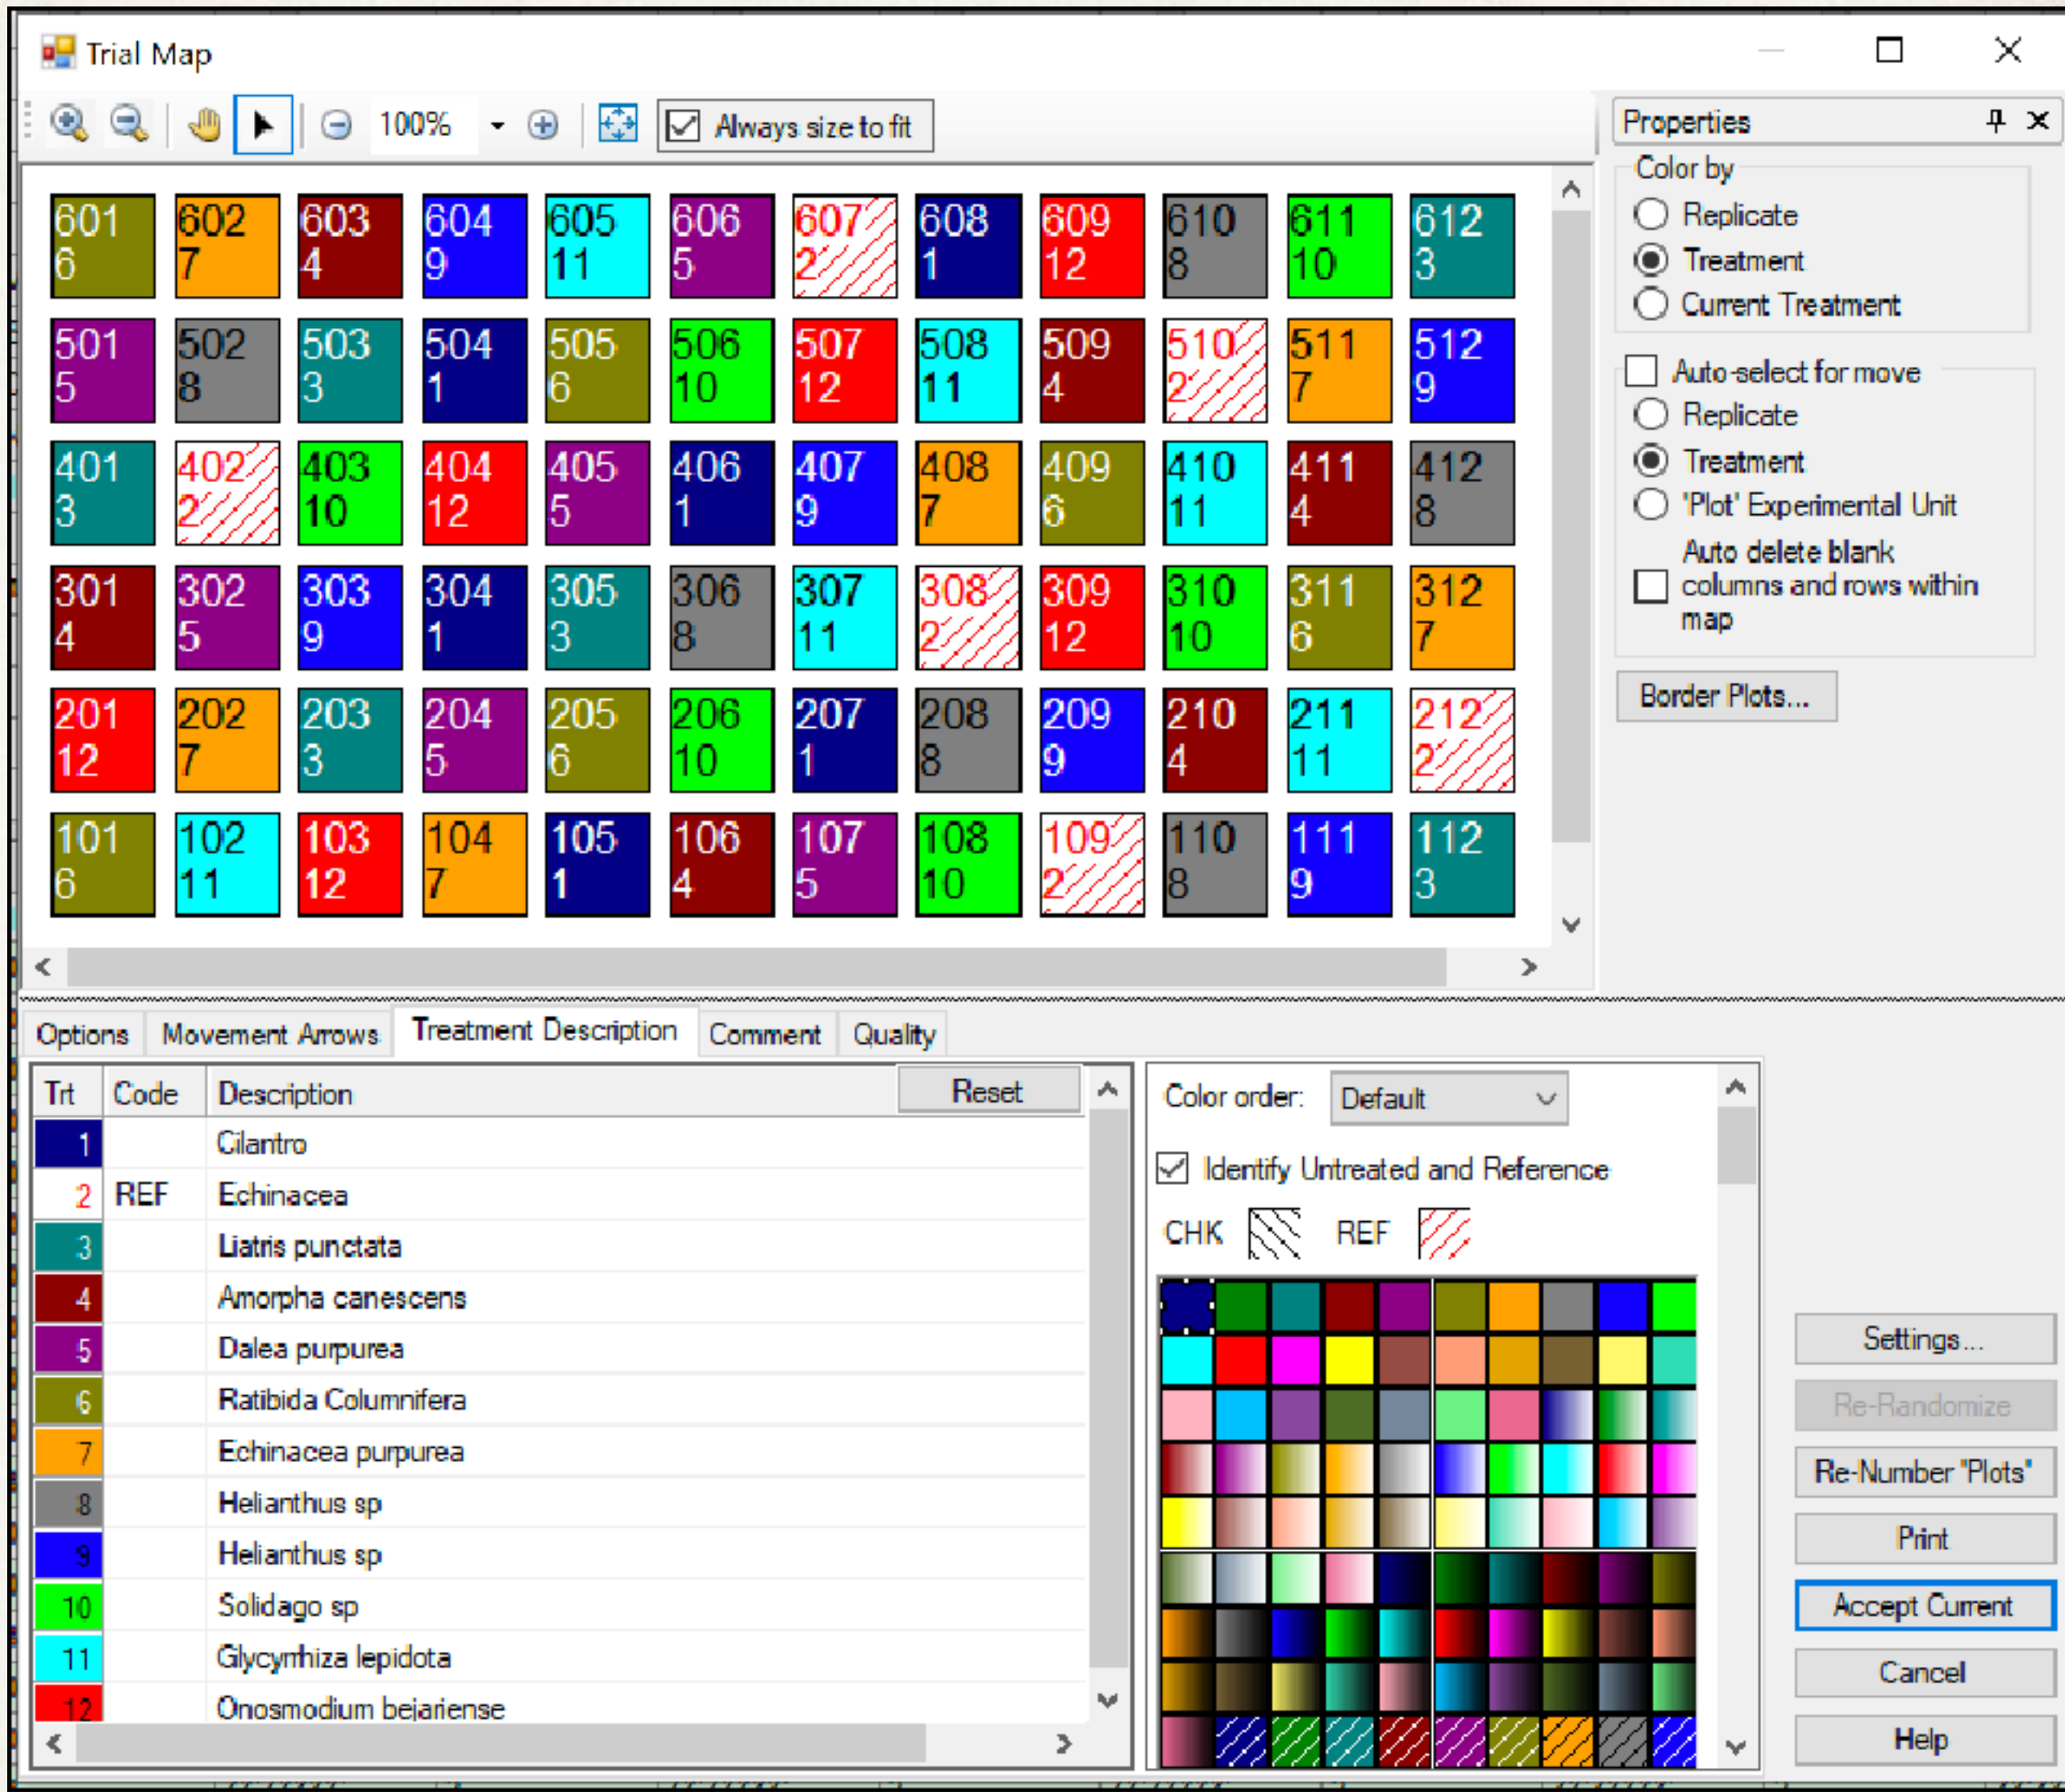 Trial Map
100% Always size to fit
Properties
Color by
Replicate
Treatment
Current Treatment
Auto-select for move
Replicate
Treatment
'Plot' Experimental Unit
Auto delete blank
columns and rows within
map
Border Plots...
601 602 603 604 605 606 607 608 609 610 611 612
6 7 4 9 11 5 2 1 12 8 10 3
501 502 503 504 505 506 507 508 509 510 511 512
5 8 3 1 6 10 12 11 4 2 7 9
401 402 403 404 405 406 407 408 409 410 411 412
3 2 10 12 5 1 9 7 6 11 4 8
301 302 303 304 305 306 307 308 309 310 311 312
4 5 9 1 3 8 11 2 12 10 6 7
201 202 203 204 205 206 207 208 209 210 211 212
12 7 3 5 6 10 1 8 9 4 11 2
101 102 103 104 105 106 107 108 109 110 111 112
6 11 12 7 1 4 5 10 2 8 9 3
Options Movement Arrows Treatment Description Comment Quality
Trt Code Description Reset
1 Cilantro
2 REF Echinacea
3 Liatris punctata
4 Amorpha canescens
5 Dalea purpurea
6 Ratibida Columnifera
7 Echinacea purpurea
8 Helianthus sp
9 Helianthus sp
10 Solidago sp
11 Glycyrrhiza lepidota
12 Onosmodium bejariense
Color order: Default
Identify Untreated and Reference
CHK REF
Settings...
Re-Randomize
Re-Number "Plots"
Print
Accept Current
Cancel
Help